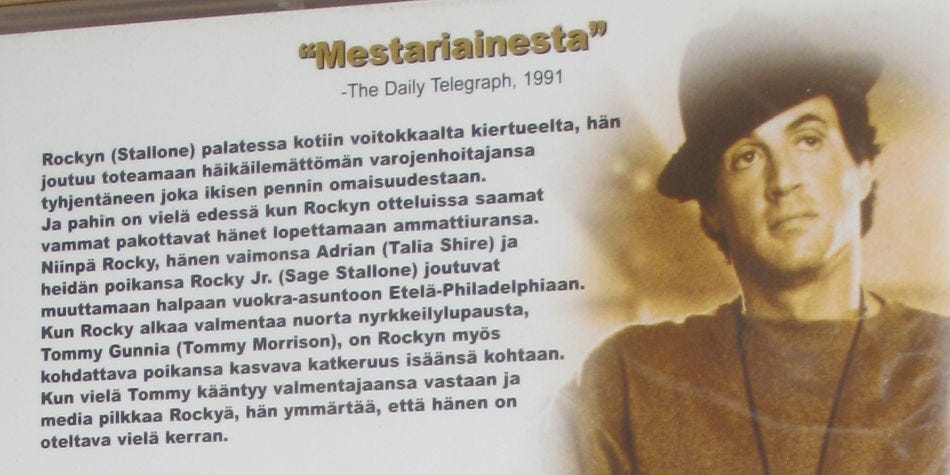 “Mestariainesta”
-The Daily Telegraph, 1991
Rockyn (Stallone) palatessa kotiin voitokkaalta kiertueelta, hän
joutuu toteamaan häikäilemättömän varojenhoitajansa
tyhjentäneen joka ikisen pennin omaisuudestaan.
Ja pahin on vielä edessä kun Rockyn otteluissa saamat
vammat pakottavat hänet lopettamaan ammattiuransa.
Niinpä Rocky, hänen vaimonsa Adrian (Talia Shire) ja
heidän poikansa Rocky Jr. (Sage Stallone) joutuvat
muuttamaan halpaan vuokra-asuntoon Etelä-Philadelphiaan.
Kun Rocky alkaa valmentaa nuorta nyrkkeilylupausta,
Tommy Gunnia (Tommy Morrison), on Rockyn myös
kohdattava poikansa kasvava katkeruus isäänsä kohtaan.
Kun vielä Tommy kääntyy valmentajaansa vastaan ja
media pilkkaa Rockyä, hän ymmärtää, että hänen on
oteltava vielä kerran.